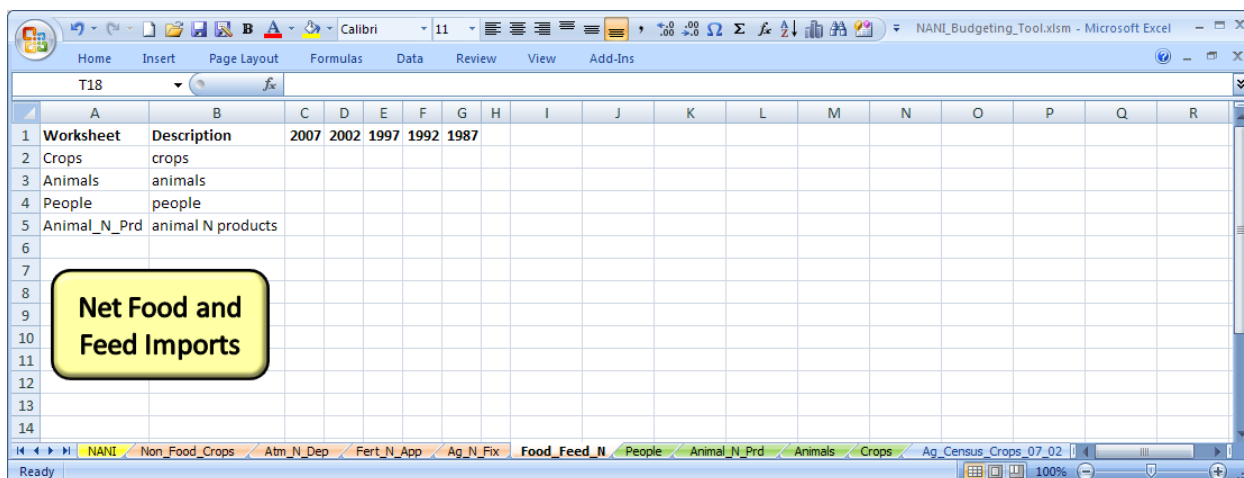 Calibri 11 NANI_Budgeting_Tool.xlsm - Microsoft Excel
Home Insert Page Layout Formulas Data Review View Add-Ins
T18 fx
A B C D E F G H I J K L M N O P Q R
1 Worksheet Description 2007 2002 1997 1992 1987
2 Crops crops
3 Animals animals
4 People people
5 Animal_N_Prd animal N products
6
7
8
9
10
11
12
13
14
Net Food and
Feed Imports
NANI Non_Food_Crops Atm_N_Dep Fert_N_App Ag_N_Fix Food_Feed_N People Animal_N_Prd Animals Crops Ag_Census_Crops_07_02
Ready 100%